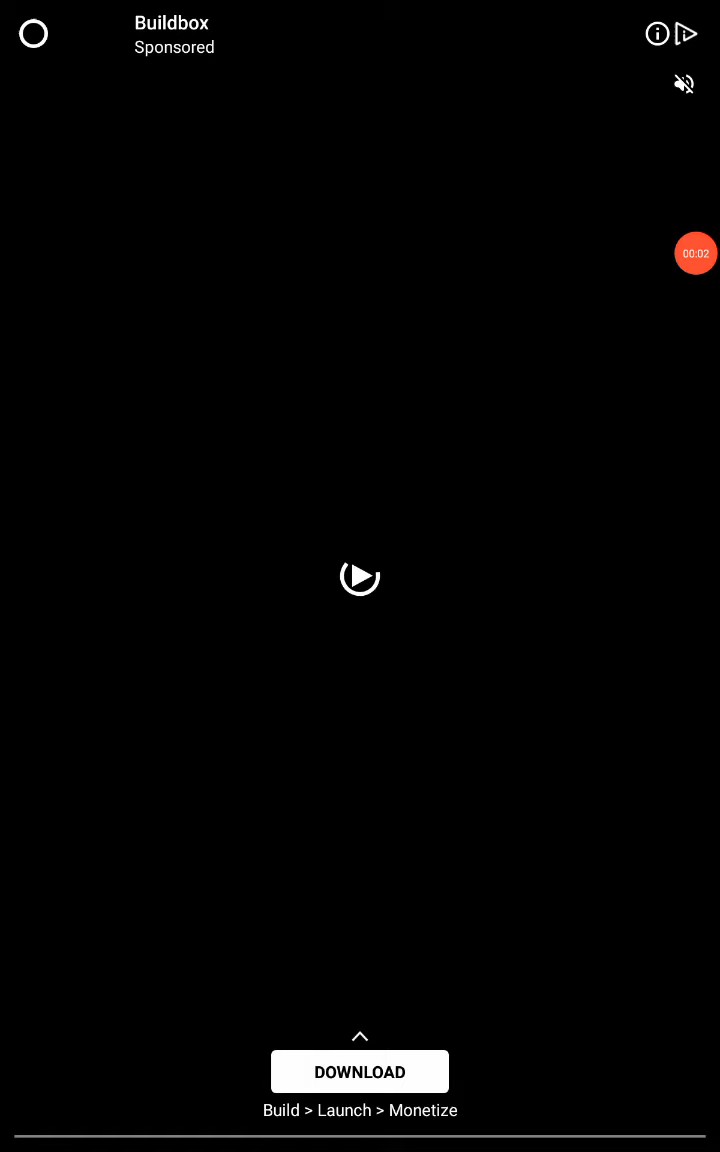 Buildbox
Sponsored
00:02
DOWNLOAD
Build > Launch > Monetize